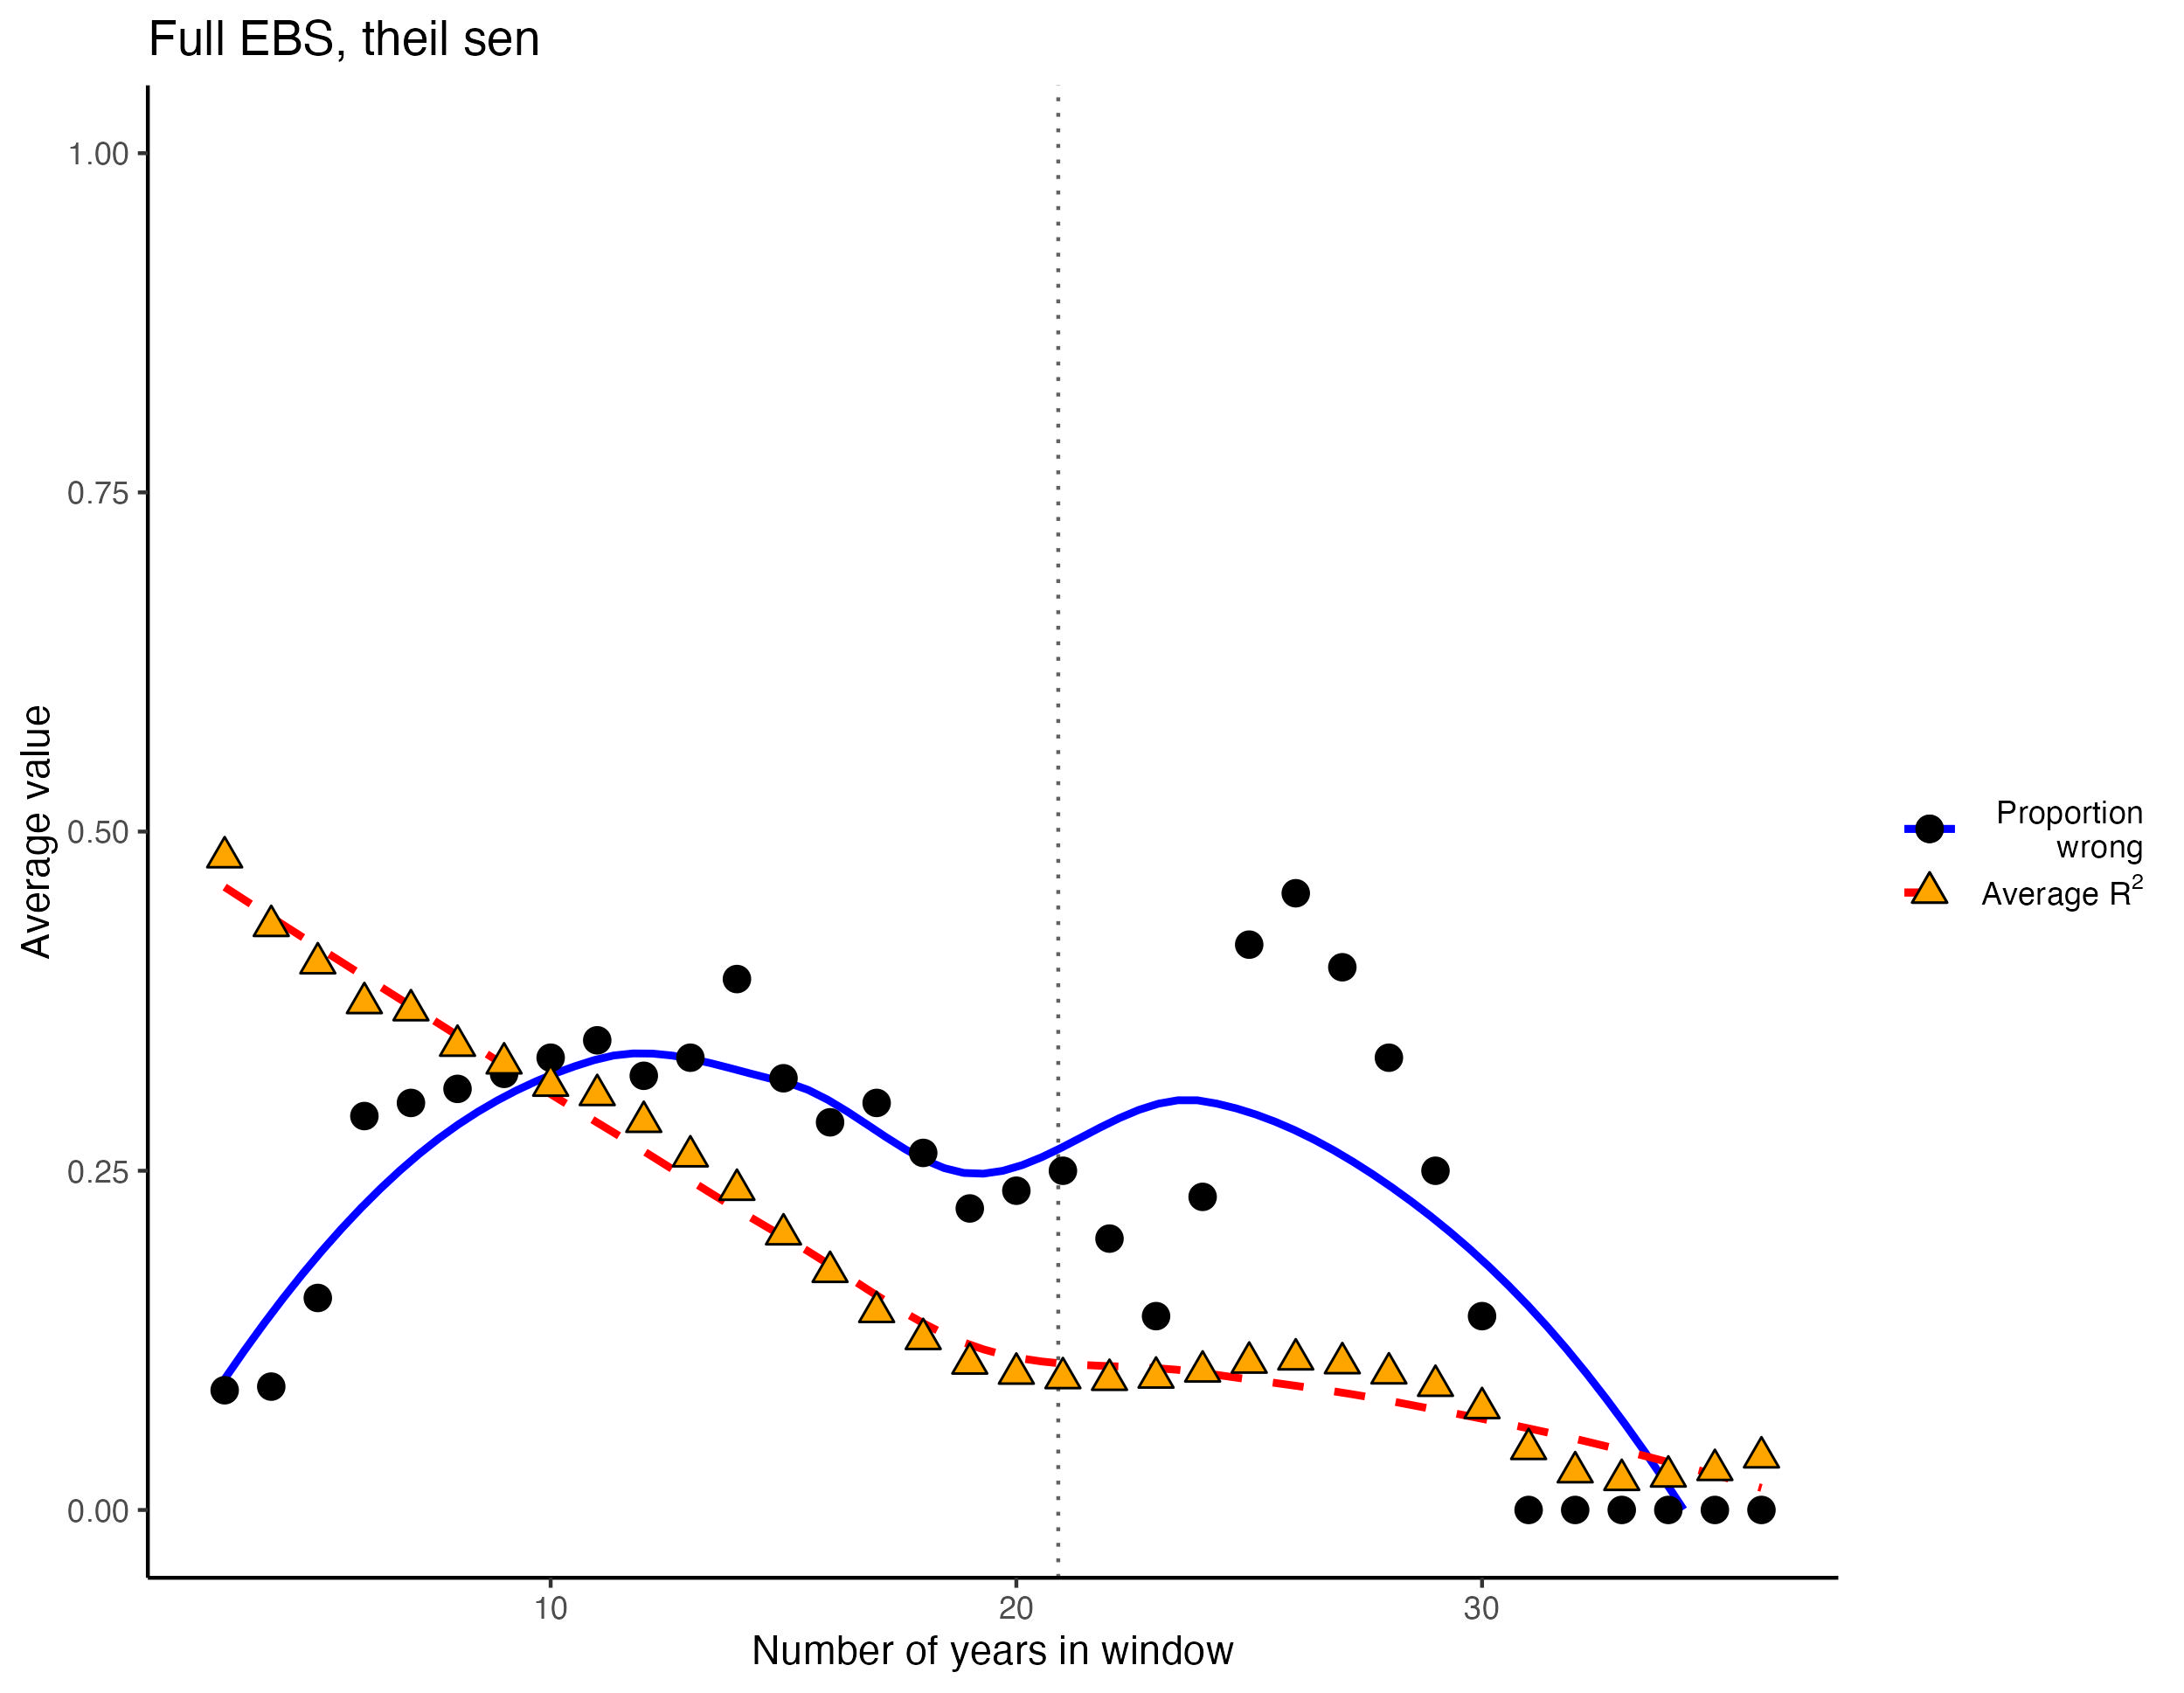 Full EBS, theil sen
1.00
0.75
0.50
0.25
0.00
Average value
10
20
30
Number of years in window
Proportion
wrong
Average R²